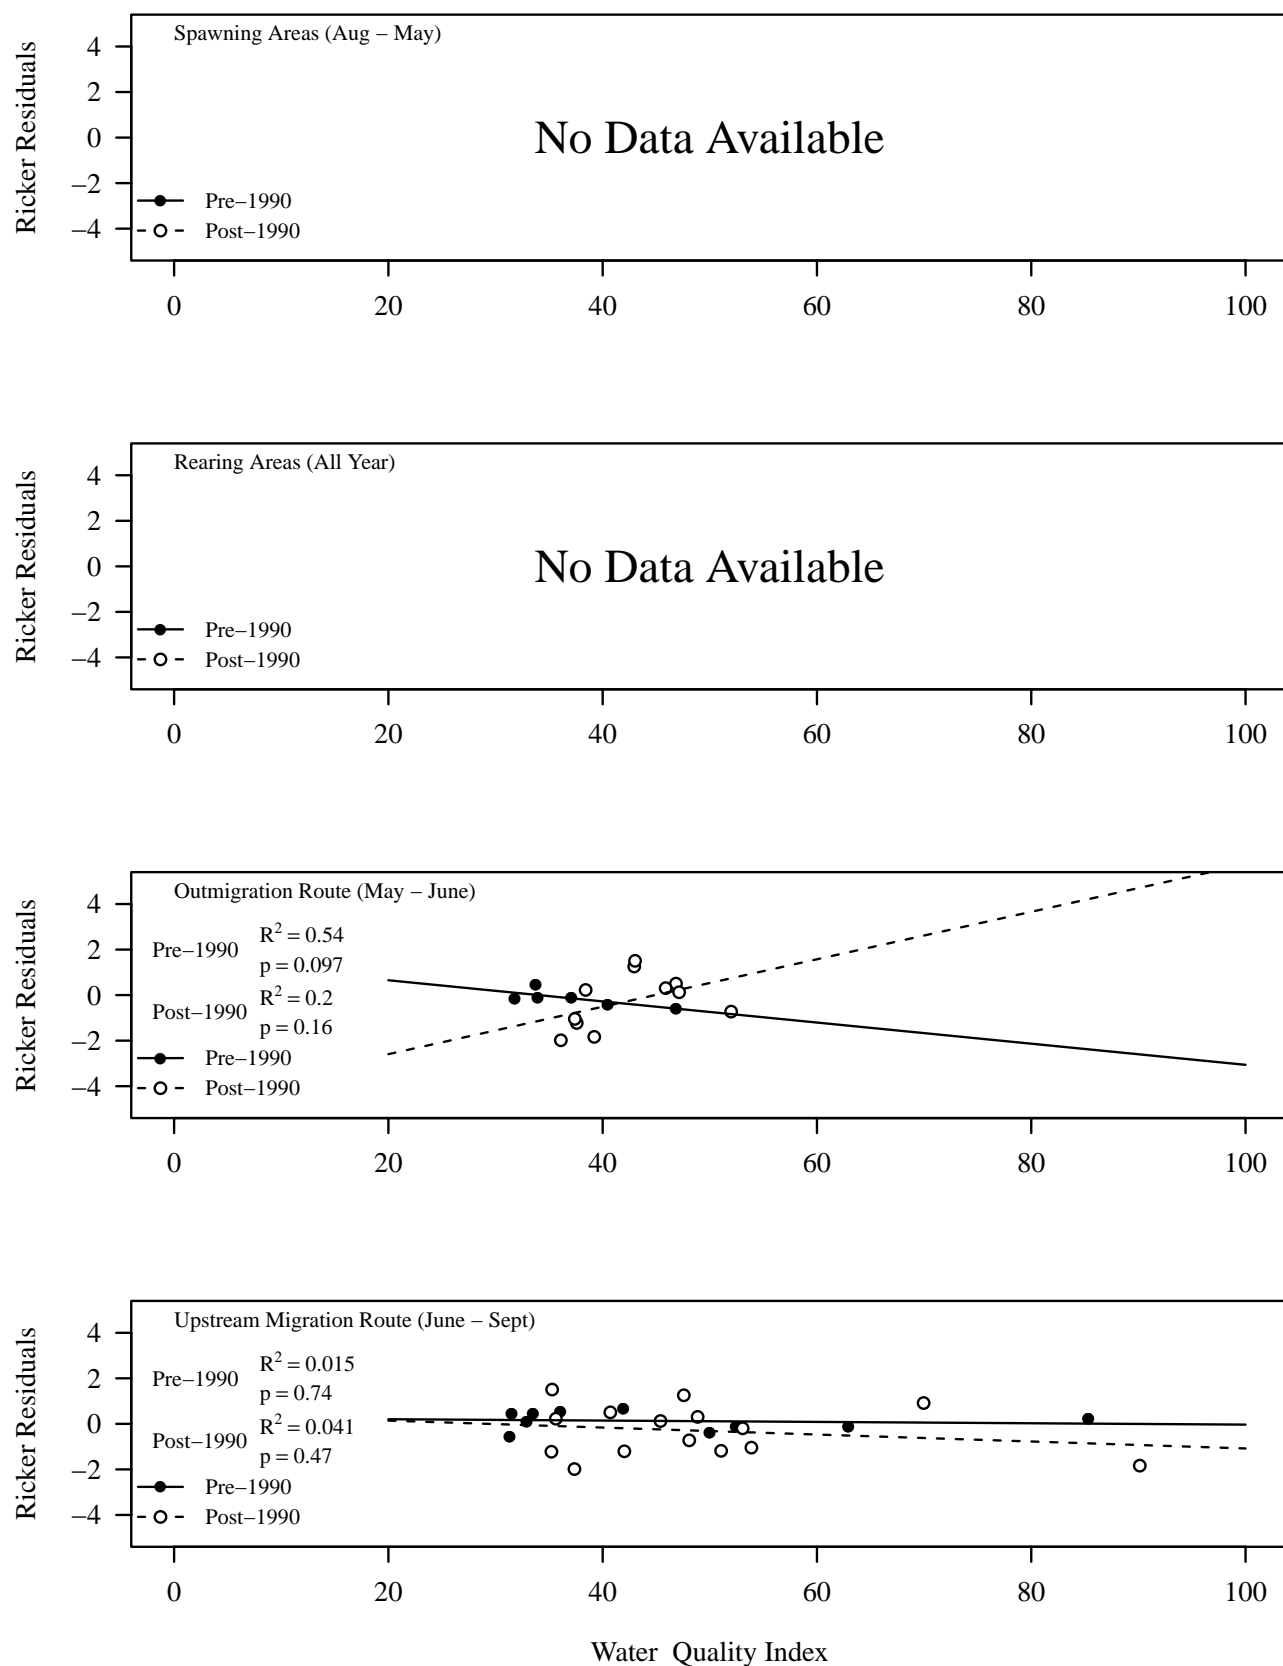 Spawning Areas (Aug – May)
Ricker Residuals
4
2
0
−2
−4
No Data Available
Pre−1990
Post−1990
0 20 40 60 80 100
Rearing Areas (All Year)
Ricker Residuals
4
2
0
−2
−4
No Data Available
Pre−1990
Post−1990
0 20 40 60 80 100
Outmigration Route (May – June)
Ricker Residuals
4
2
0
−2
−4
Pre−1990
R² = 0.54
p = 0.097
Post−1990
R² = 0.2
p = 0.16
Pre−1990
Post−1990
0 20 40 60 80 100
Upstream Migration Route (June – Sept)
Ricker Residuals
4
2
0
−2
−4
Pre−1990
R² = 0.015
p = 0.74
Post−1990
R² = 0.041
p = 0.47
Pre−1990
Post−1990
0 20 40 60 80 100
Water Quality Index